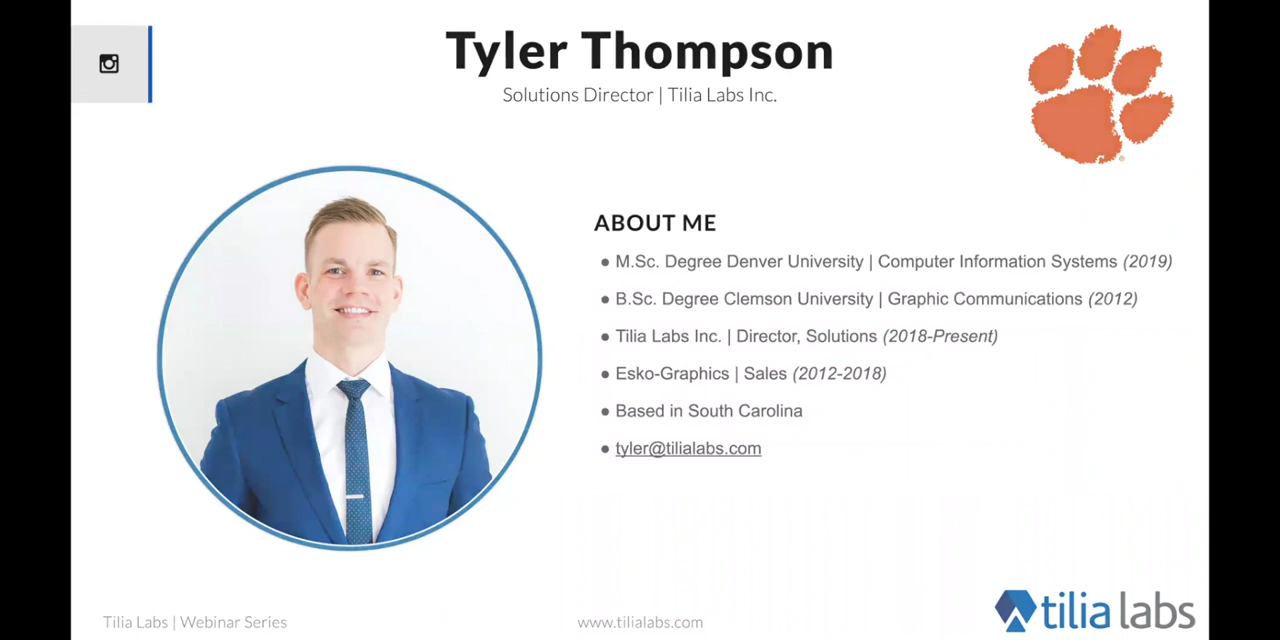 Tyler Thompson
Solutions Director | Tilia Labs Inc.
ABOUT ME
● M.Sc. Degree Denver University | Computer Information Systems (2019)
● B.Sc. Degree Clemson University | Graphic Communications (2012)
● Tilia Labs Inc. | Director, Solutions (2018-Present)
● Esko-Graphics | Sales (2012-2018)
● Based in South Carolina
● tyler@tilialabs.com
Tilia Labs | Webinar Series
www.tilialabs.com
tilia labs